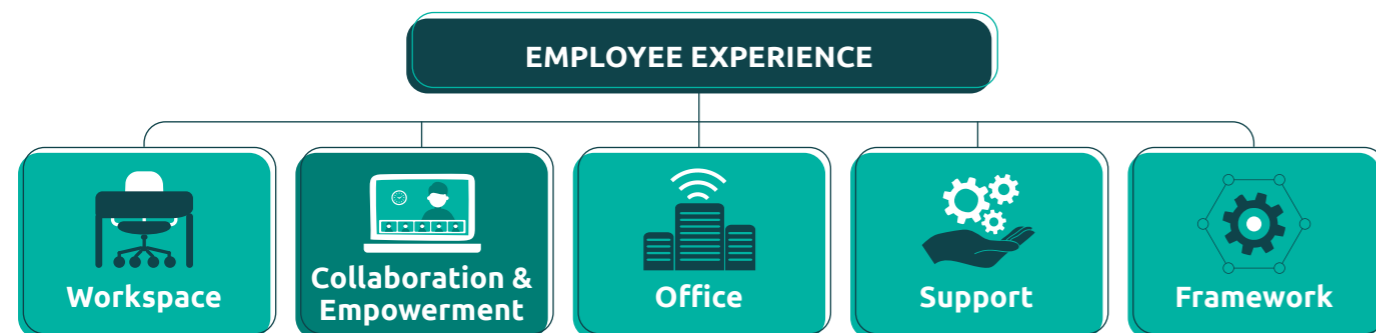 EMPLOYEE EXPERIENCE
Workspace
Collaboration &
Empowerment
Office
Support
Framework